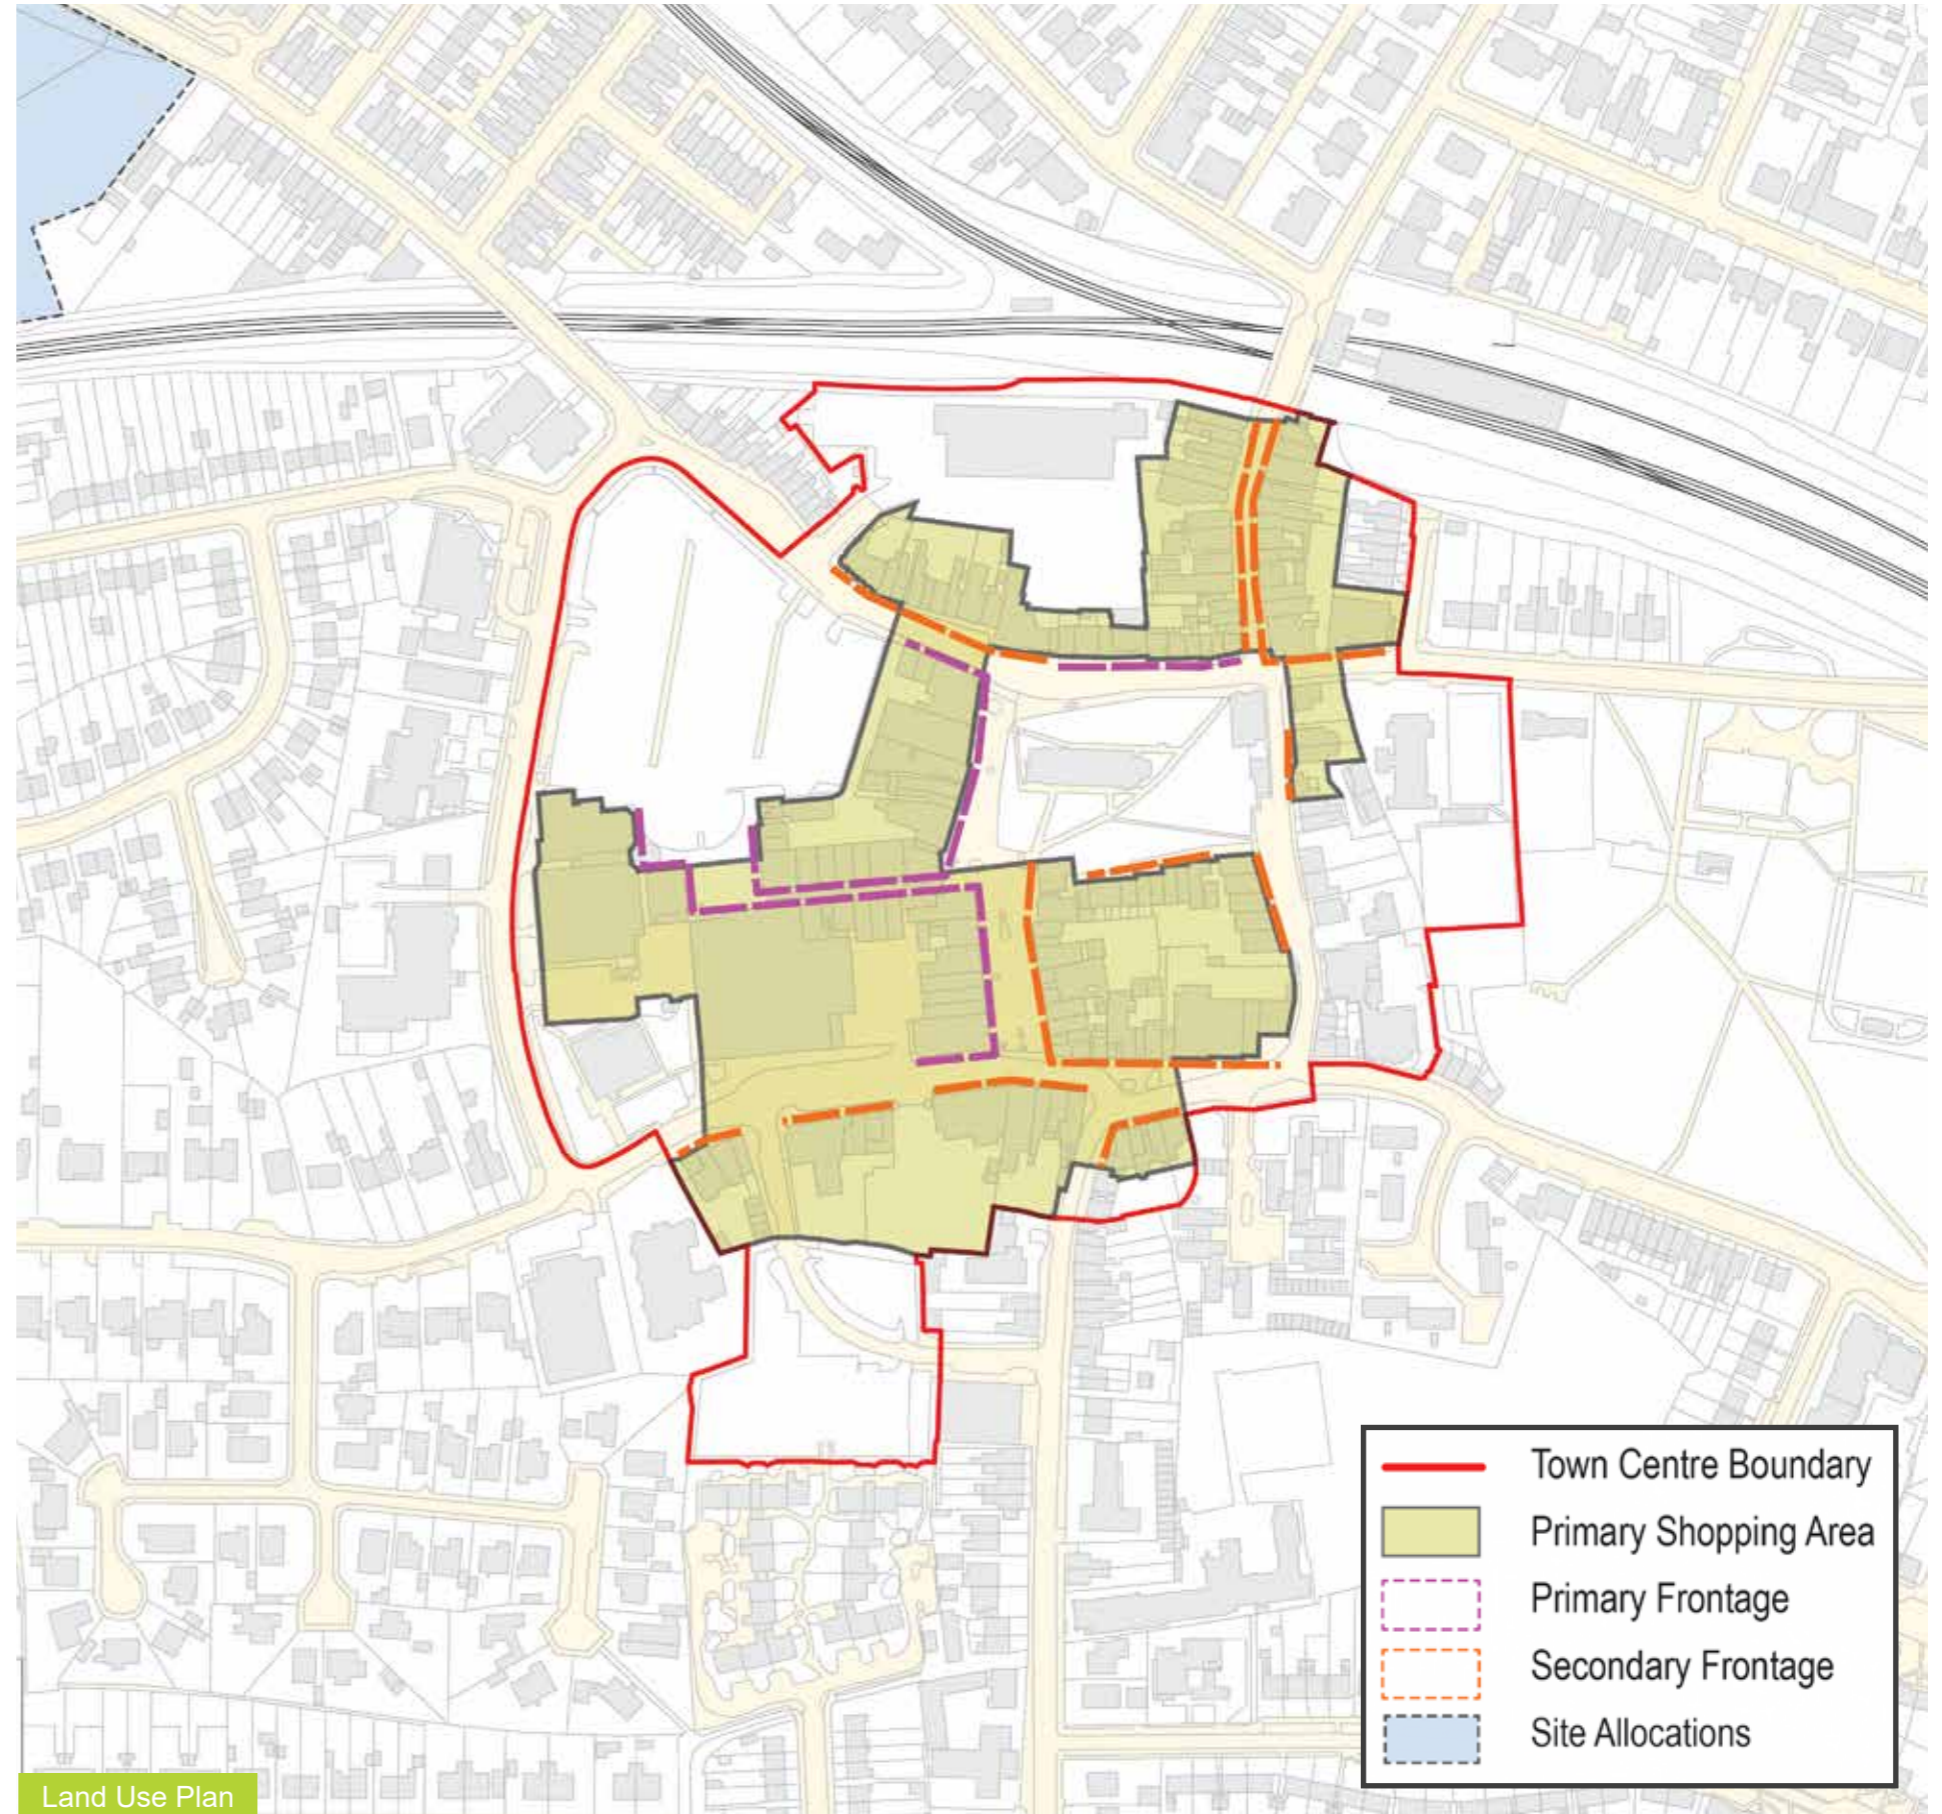 Town Centre Boundary
Primary Shopping Area
Primary Frontage
Secondary Frontage
Site Allocations
Land Use Plan